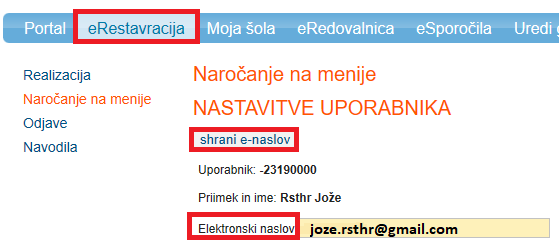 Portal eRestavracija Moja šola eRedovalnica eSporočila Uredi
Realizacija
Naročanje na menije
Odjave
Navodila
Naročanje na menije
NASTAVITVE UPORABNIKA
shrani e-naslov
Uporabnik: -23190000
Priimek in ime: Rsthr Jože
Elektronski naslov joze.rsthr@gmail.com